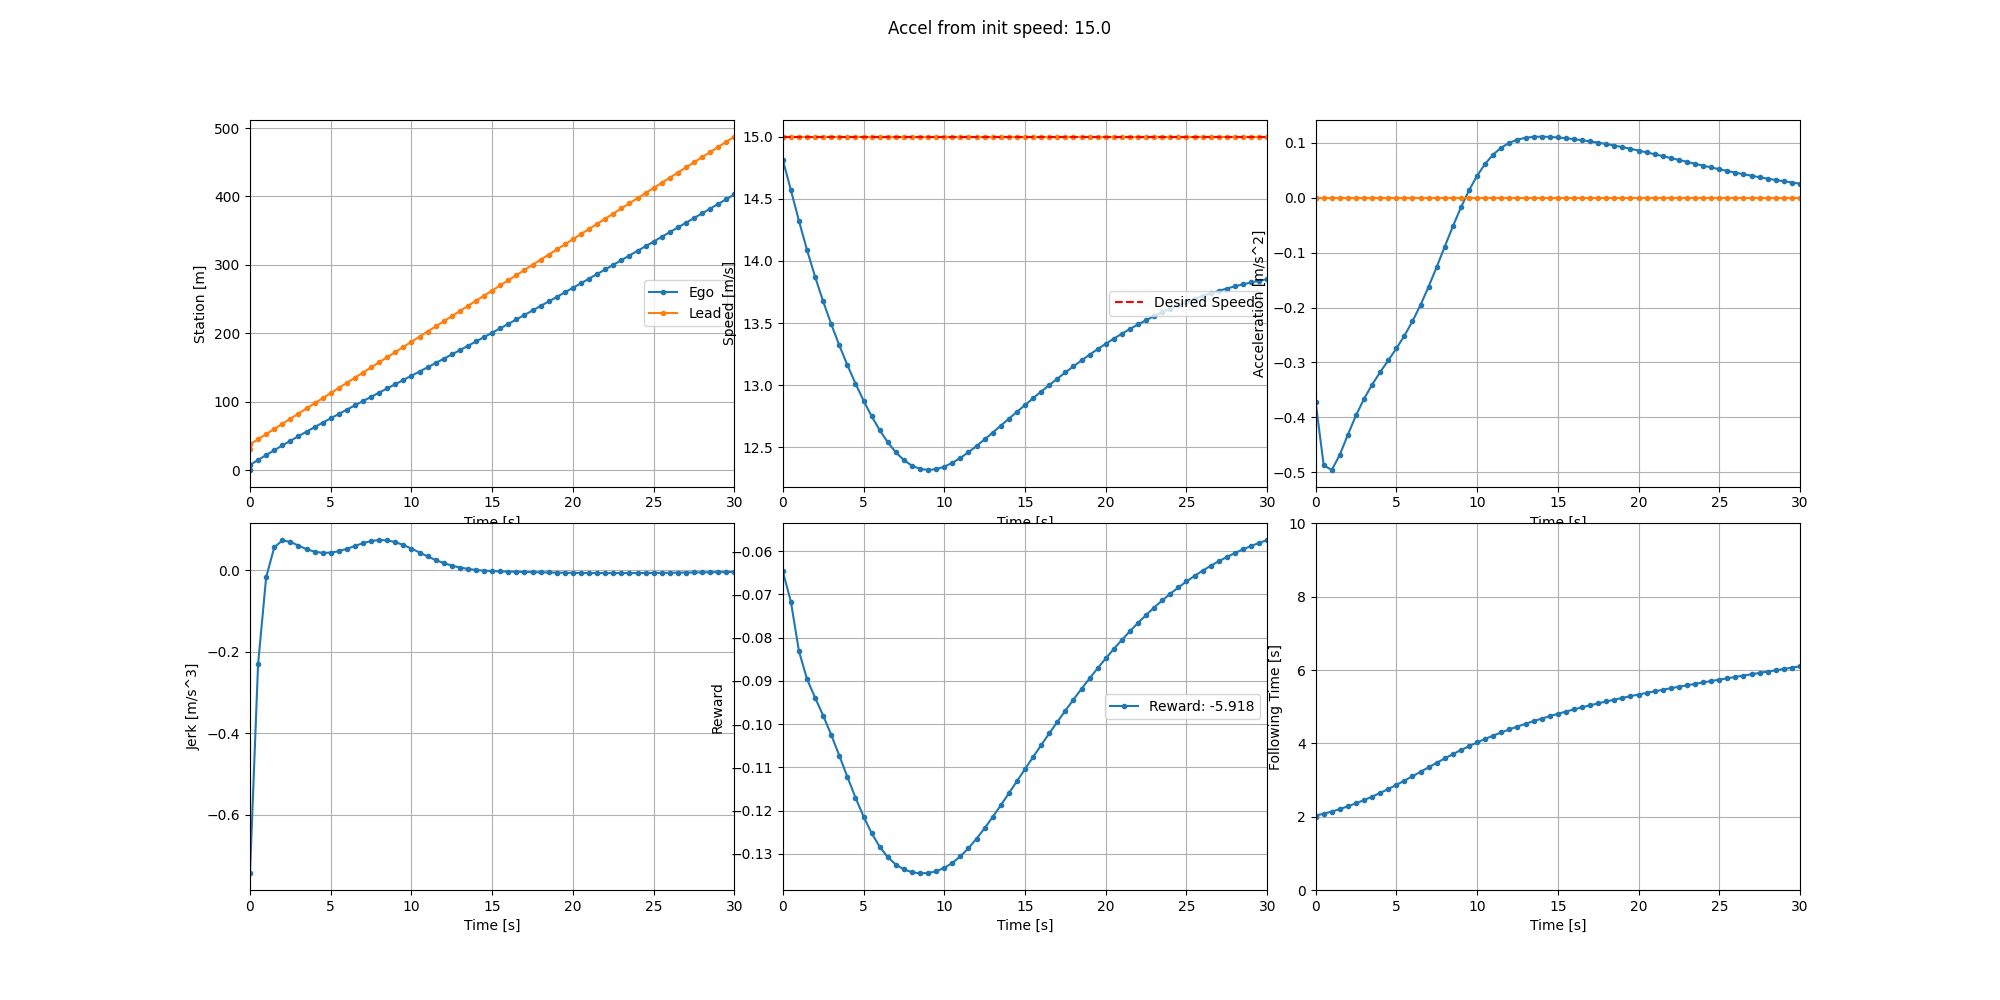 Accel from init speed: 15.0
500
400
300
200
100
0
Station [m]
0 5 10 15 20 25 30
Time [s]
Ego
Lead
15.0
14.5
14.0
13.5
13.0
12.5
Speed [m/s]
0 5 10 15 20 25 30
Time [s]
Desired Speed
0.1
0.0
−0.1
−0.2
−0.3
−0.4
−0.5
Acceleration [m/s^2]
0 5 10 15 20 25 30
Time [s]
0.0
−0.2
−0.4
−0.6
Jerk [m/s^3]
0 5 10 15 20 25 30
Time [s]
−0.06
−0.07
−0.08
−0.09
−0.10
−0.11
−0.12
−0.13
Reward
0 5 10 15 20 25 30
Time [s]
Reward: -5.918
10
8
6
4
2
0
Following Time [s]
0 5 10 15 20 25 30
Time [s]